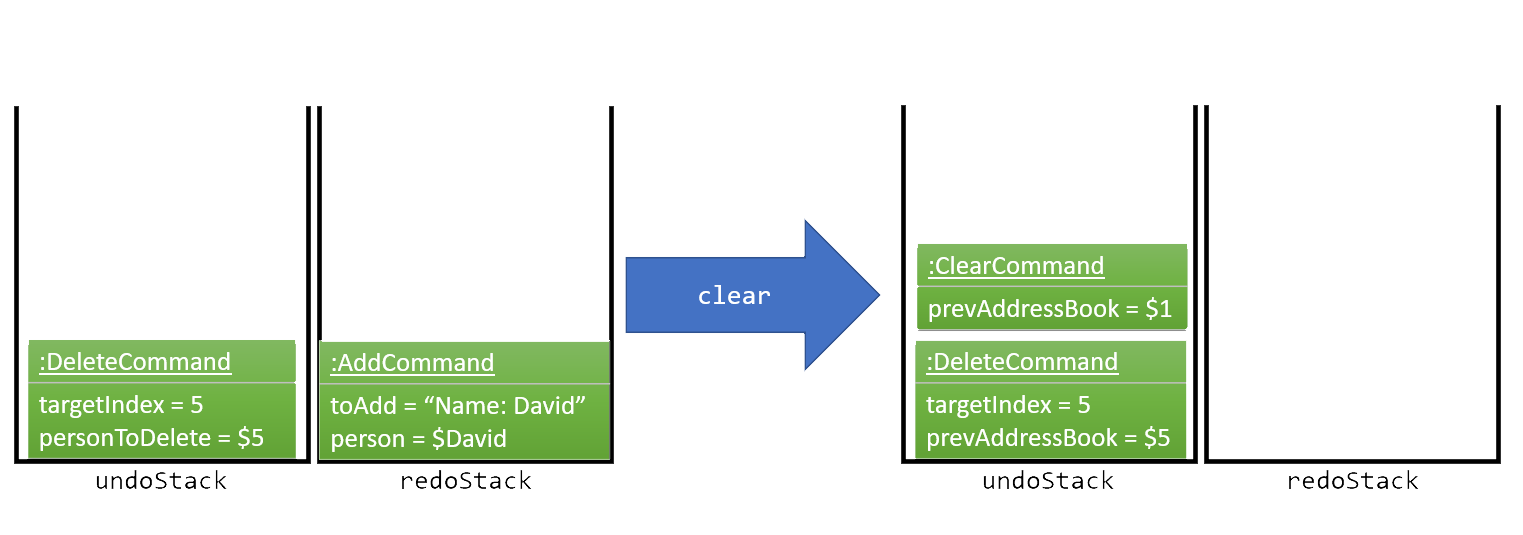 :DeleteCommand
targetIndex = 5
personToDelete = $5
undoStack
:AddCommand
toAdd = “Name: David”
person = $David
redoStack
clear
:ClearCommand
prevAddressBook = $1
:DeleteCommand
targetIndex = 5
prevAddressBook = $5
undoStack
redoStack